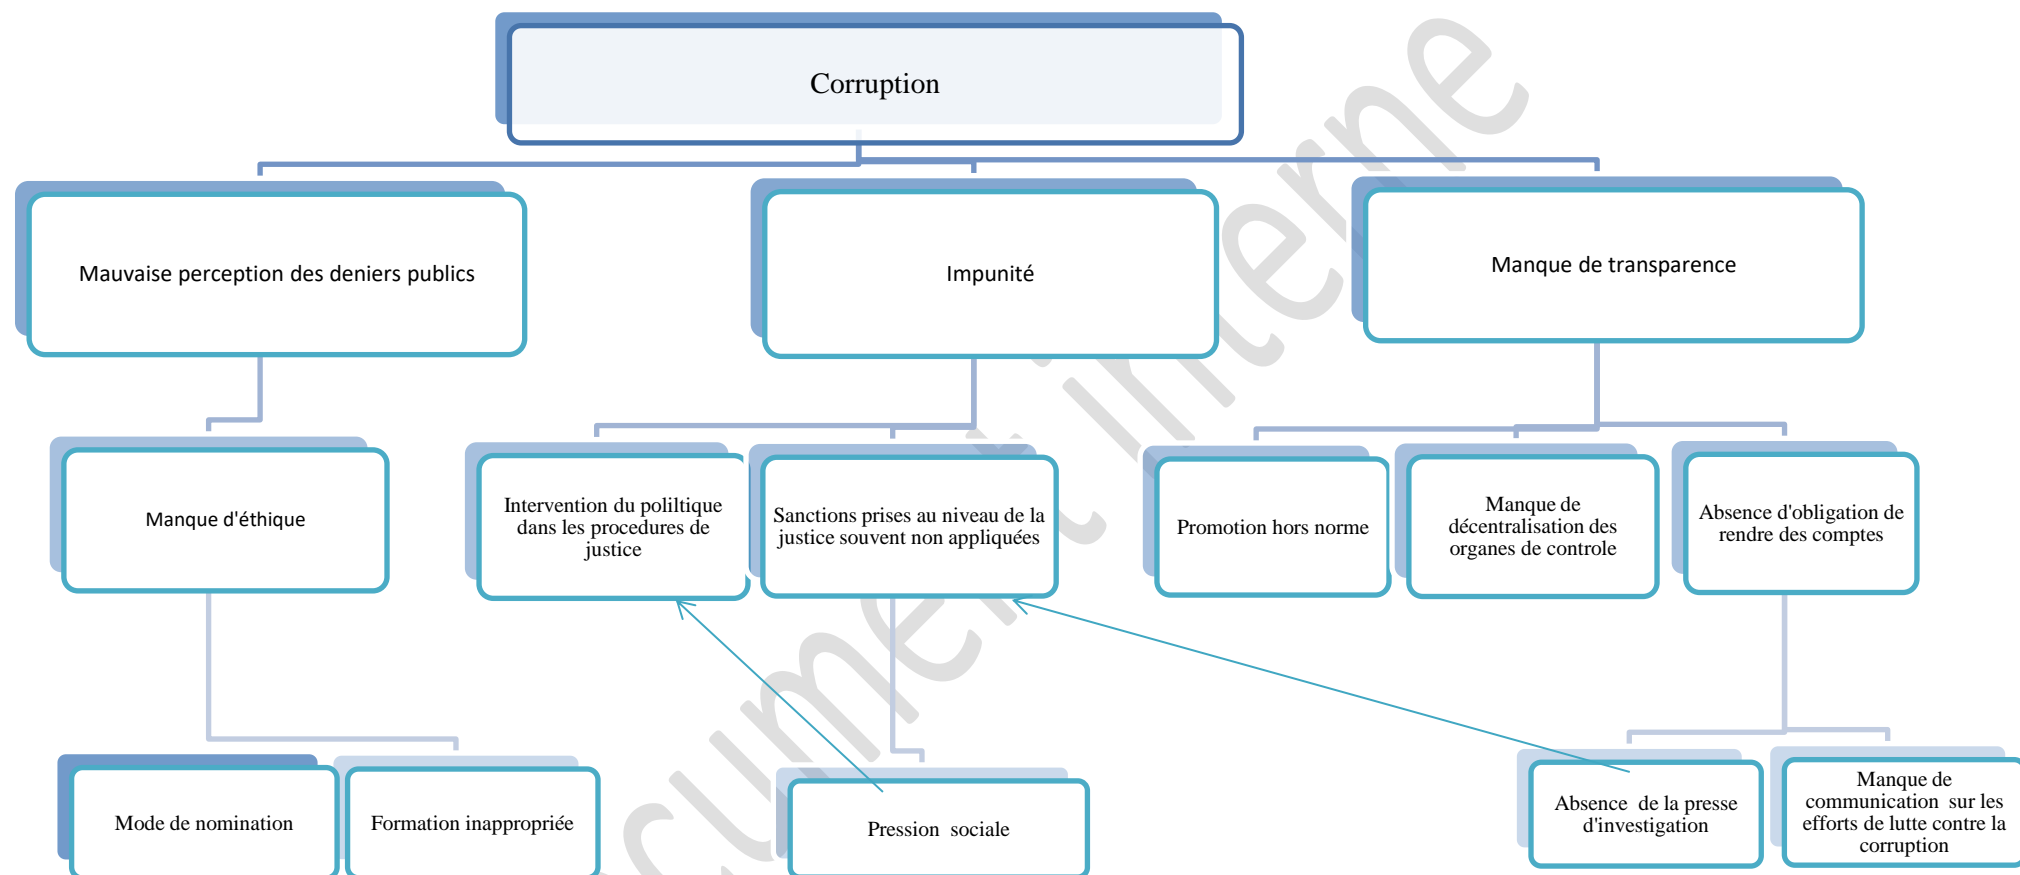 Corruption
Mauvaise perception des deniers publics
Impunité
Manque de transparence
Manque d'éthique
Intervention du poliltique
dans les procedures de
justice
Sanctions prises au niveau de la
justice souvent non appliquées
Promotion hors norme
Manque de
décentralisation des
organes de controle
Absence d'obligation de
rendre des comptes
Mode de nomination
Formation inappropriée
Pression sociale
Absence de la presse
d'investigation
Manque de
communication sur les
efforts de lutte contre la
corruption
cument interne